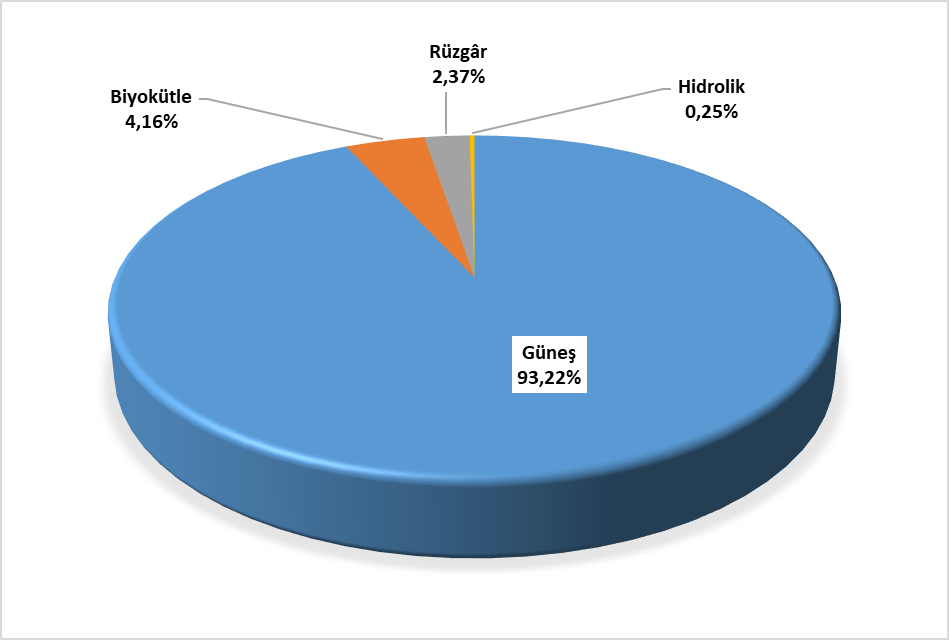 Rüzgâr
2,37%
Hidrolik
0,25%
Biyokütle
4,16%
Güneş
93,22%